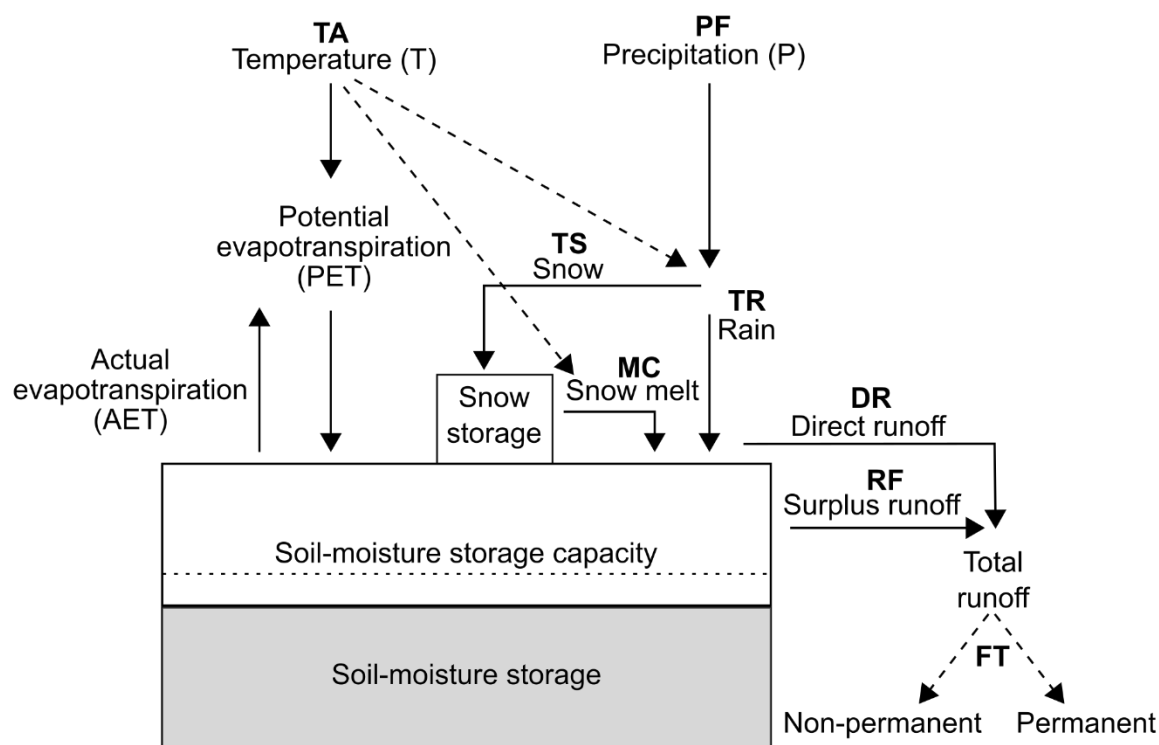 TA
Temperature (T)
PF
Precipitation (P)
Potential
evapotranspiration
(PET)
TS
Snow
TR
Rain
Actual
evapotranspiration
(AET)
Snow
storage
MC
Snow melt
DR
Direct runoff
RF
Surplus runoff
Soil-moisture storage capacity
Total
runoff
FT
Soil-moisture storage
Non-permanent
Permanent